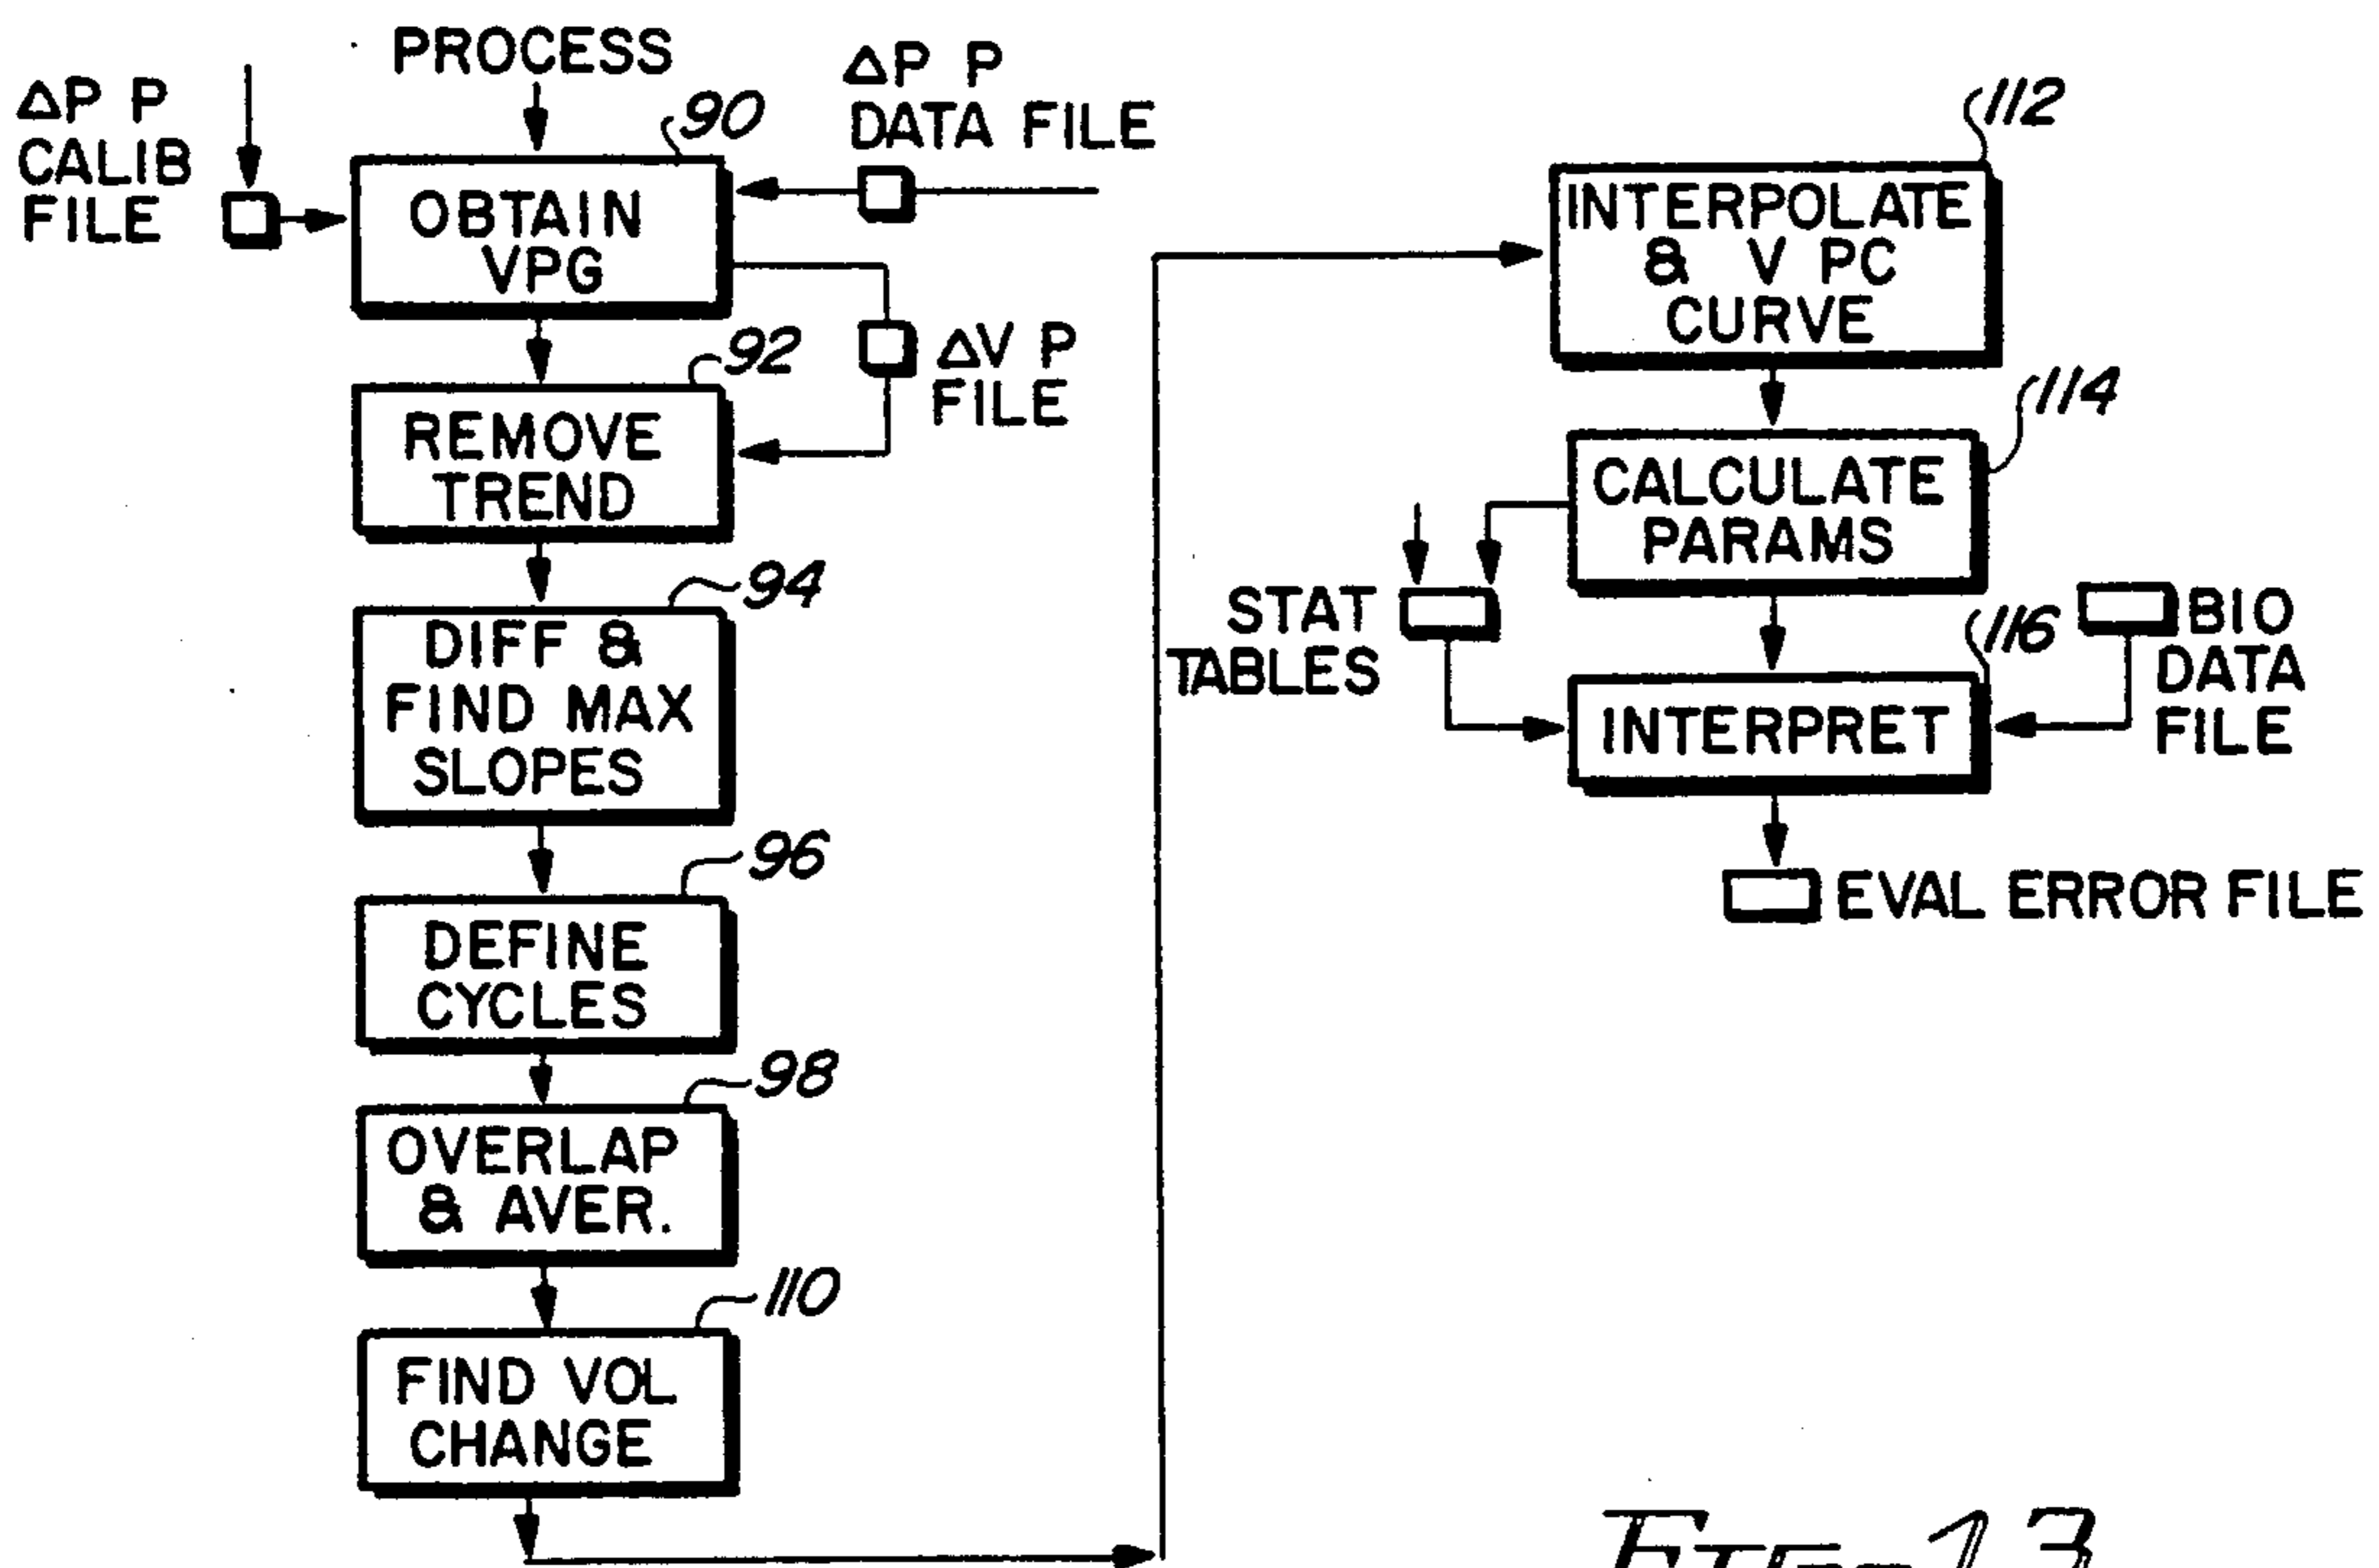 PROCESS
ΔP P
CALIB
FILE
ΔP P
DATA FILE
90
OBTAIN
VPG
ΔV P
FILE
92
REMOVE
TREND
94
DIFF &
FIND MAX
SLOPES
96
DEFINE
CYCLES
98
OVERLAP
& AVER.
110
FIND VOL
CHANGE
112
INTERPOLATE
& V PC
CURVE
114
CALCULATE
PARAMS
STAT
TABLES
116
BIO
DATA
FILE
INTERPRET
EVAL ERROR FILE
FIG-13